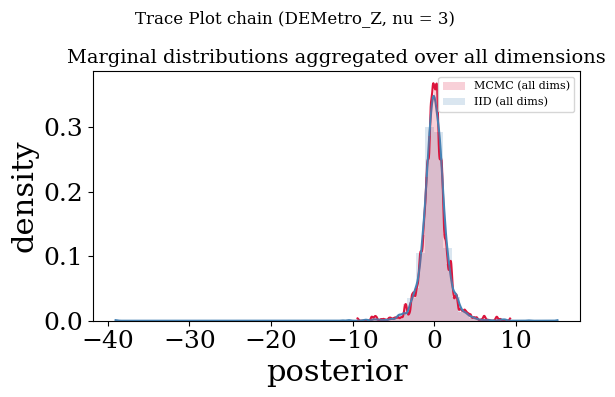 Trace Plot chain (DEMetro_Z, nu = 3)
Marginal distributions aggregated over all dimensions
MCMC (all dims)
IID (all dims)
density
0.3
0.2
0.1
0.0
−40
−30
−20
−10
0
10
posterior